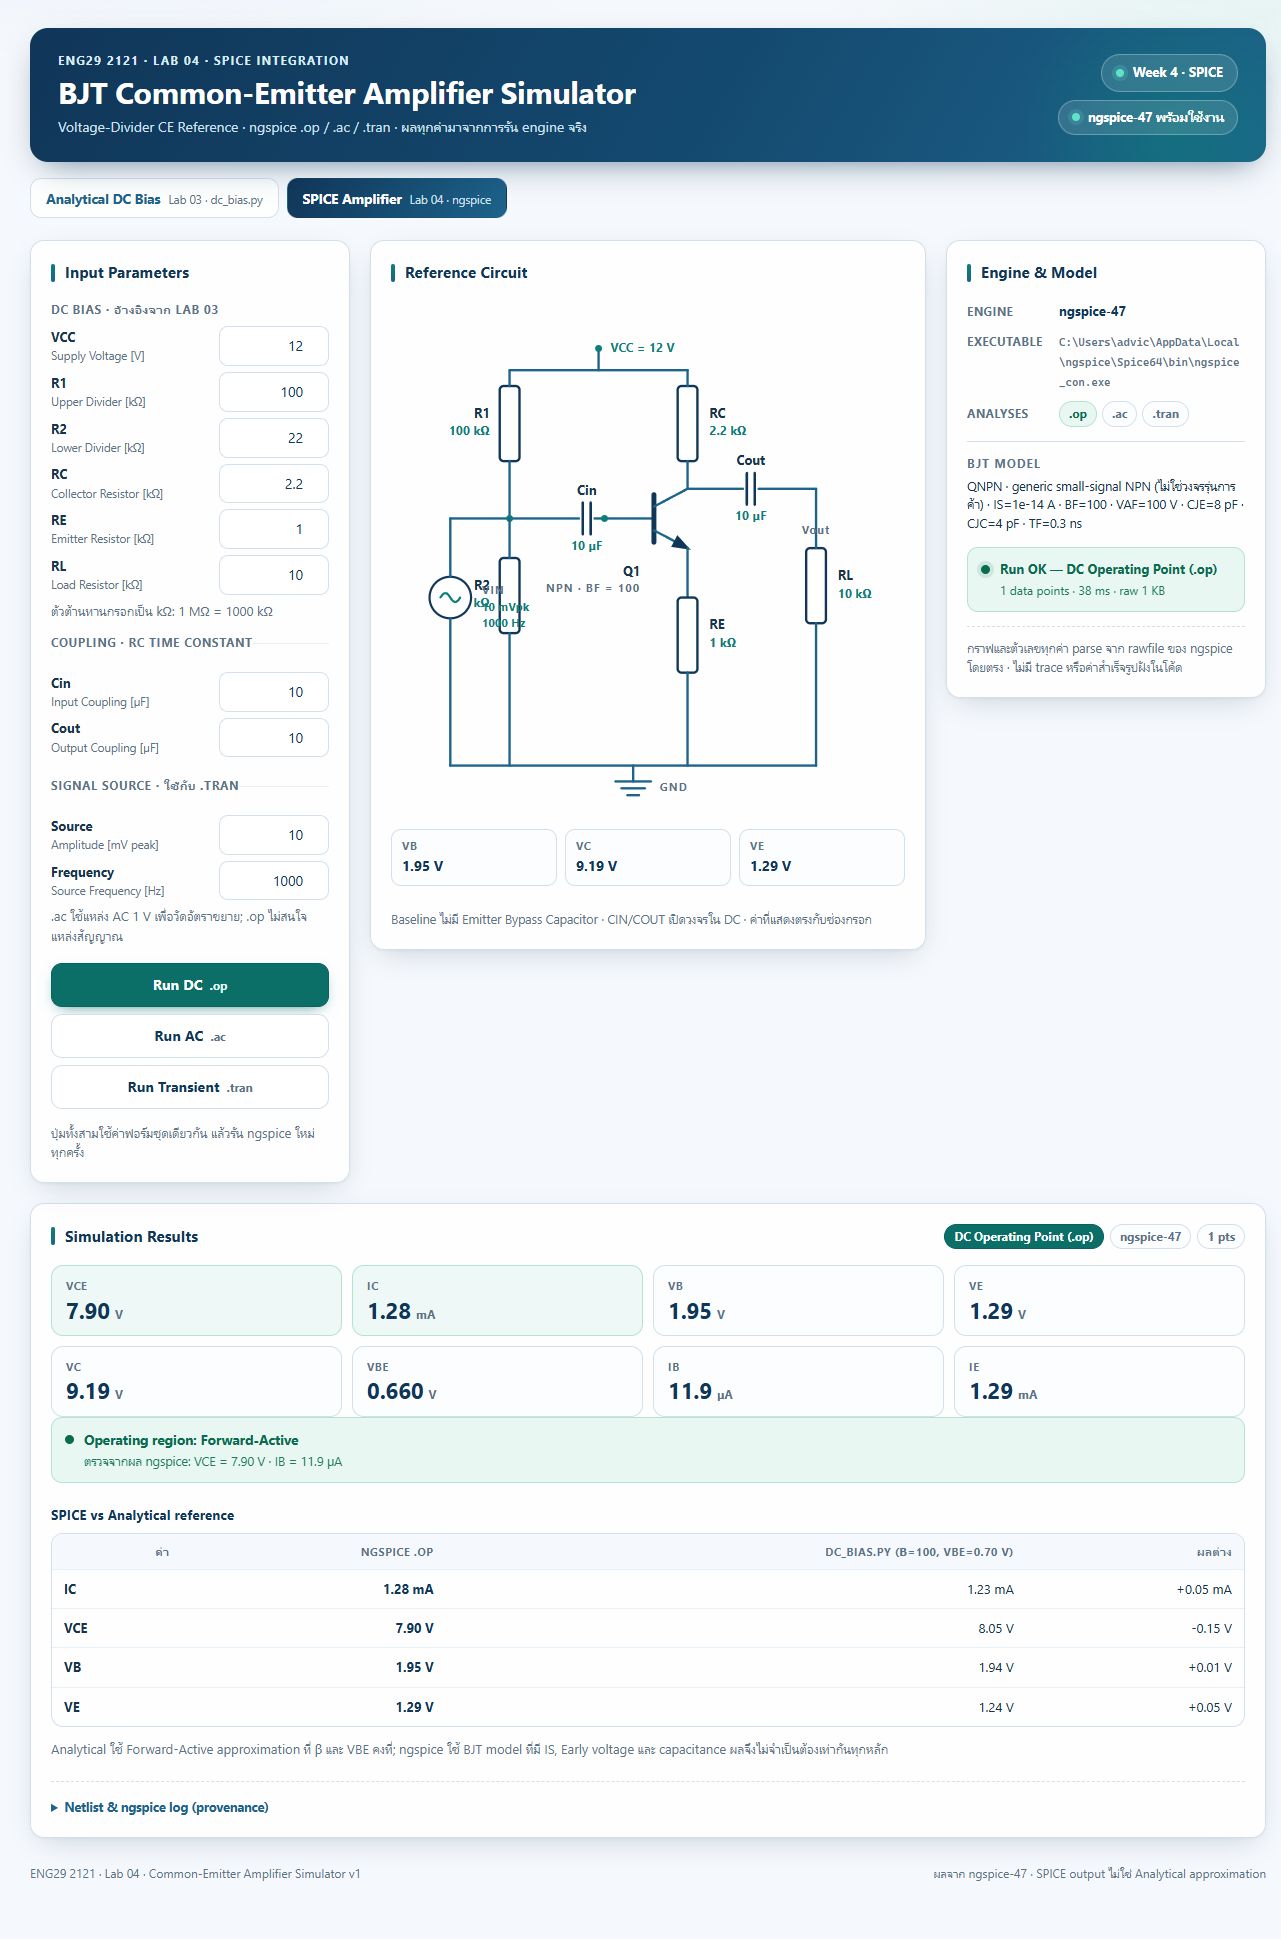 ENG29 2121 · LAB 04 · SPICE INTEGRATION
BJT Common-Emitter Amplifier Simulator
Voltage-Divider CE Reference · ngspice .op / .ac / .tran · ผลทุกค่ามาจากการรัน engine จริง
Week 4 · SPICE
ngspice-47 พร้อมใช้งาน
Analytical DC Bias Lab 03 · dc_bias.py
SPICE Amplifier Lab 04 · ngspice
Input Parameters
DC BIAS · อ้างอิงจาก LAB 03
VCC
Supply Voltage [V]
12
R1
Upper Divider [kΩ]
100
R2
Lower Divider [kΩ]
22
RC
Collector Resistor [kΩ]
2.2
RE
Emitter Resistor [kΩ]
1
RL
Load Resistor [kΩ]
10
ตัวต้านทานกรอกเป็น kΩ: 1 MΩ = 1000 kΩ
COUPLING · RC TIME CONSTANT
Cin
Input Coupling [µF]
10
Cout
Output Coupling [µF]
10
SIGNAL SOURCE · ใช้กับ .TRAN
Source
Amplitude [mV peak]
10
Frequency
Source Frequency [Hz]
1000
.ac ใช้แหล่ง AC 1 V เพื่อวัดอัตราขยาย; .op ไม่สนใจ
แหล่งสัญญาณ
Run DC .op
Run AC .ac
Run Transient .tran
ปุ่มทั้งสามใช้ค่าฟอร์มชุดเดียวกัน แล้วรัน ngspice ใหม่
ทุกครั้ง
Reference Circuit
VCC = 12 V
R1
100 kΩ
RC
2.2 kΩ
Cin
10 µF
Cout
10 µF
Vout
R2
kΩ
VIN
10 mVpk
1000 Hz
Q1
NPN · BF = 100
RL
10 kΩ
RE
1 kΩ
GND
VB
1.95 V
VC
9.19 V
VE
1.29 V
Baseline ไม่มี Emitter Bypass Capacitor · CIN/COUT เปิดวงจรใน DC · ค่าที่แสดงตรงกับช่องกรอก
Engine & Model
ENGINE ngspice-47
EXECUTABLE C:\Users\advic\AppData\Local
\ngspice\Spice64\bin\ngspice
_con.exe
ANALYSES .op .ac .tran
BJT MODEL
QNPN · generic small-signal NPN (ไม่ใช่วงจรรุ่นการ
ค้า) · IS=1e-14 A · BF=100 · VAF=100 V · CJE=8 pF ·
CJC=4 pF · TF=0.3 ns
Run OK — DC Operating Point (.op)
1 data points · 38 ms · raw 1 KB
กราฟและตัวเลขทุกค่า parse จาก rawfile ของ ngspice
โดยตรง · ไม่มี trace หรือค่าสำเร็จรูปฝังในโค้ด
Simulation Results
DC Operating Point (.op) ngspice-47 1 pts
VCE
7.90 V
IC
1.28 mA
VB
1.95 V
VE
1.29 V
VC
9.19 V
VBE
0.660 V
IB
11.9 µA
IE
1.29 mA
Operating region: Forward-Active
ตรวจจากผล ngspice: VCE = 7.90 V · IB = 11.9 µA
SPICE vs Analytical reference
ค่า NGSPICE .OP DC_BIAS.PY (Β=100, VBE=0.70 V) ผลต่าง
IC 1.28 mA 1.23 mA +0.05 mA
VCE 7.90 V 8.05 V -0.15 V
VB 1.95 V 1.94 V +0.01 V
VE 1.29 V 1.24 V +0.05 V
Analytical ใช้ Forward-Active approximation ที่ β และ VBE คงที่; ngspice ใช้ BJT model ที่มี IS, Early voltage และ capacitance ผลจึงไม่จำเป็นต้องเท่ากันทุกหลัก
Netlist & ngspice log (provenance)
ENG29 2121 · Lab 04 · Common-Emitter Amplifier Simulator v1
ผลจาก ngspice-47 · SPICE output ไม่ใช่ Analytical approximation